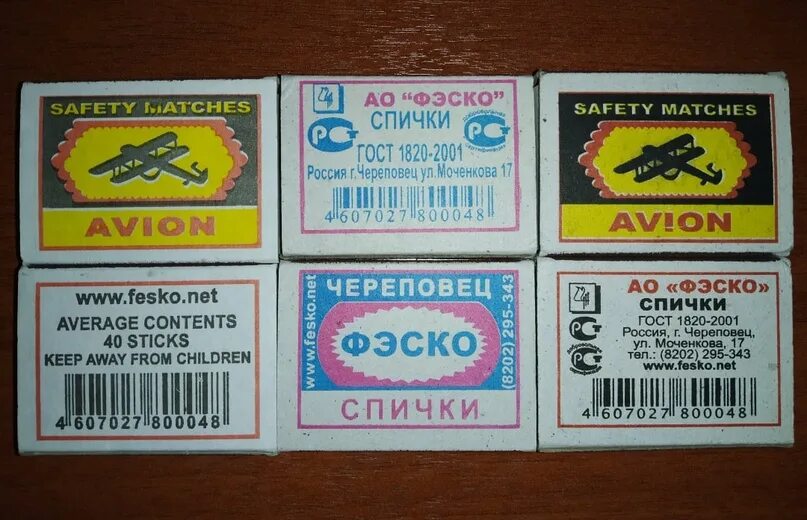 SAFETY MATCHES
AVION
АО "ФЭСКО"
СПИЧКИ
РСТ
добровольная сертификация
ГОСТ 1820-2001
Россия г.Череповец ул.Моченкова 17
4 607027 800048
SAFETY MATCHES
AVION
www.fesko.net
AVERAGE CONTENTS
40 STICKS
KEEP AWAY FROM CHILDREN
4 607027 800048
www.fesko.net
ЧЕРЕПОВЕЦ
ФЭСКО
(8202) 295-343
СПИЧКИ
АО «ФЭСКО»
СПИЧКИ
ГОСТ 1820-2001
Россия, г. Череповец,
ул. Моченкова, 17
тел.: (8202) 295-343
www.fesko.net
4 607027 800048